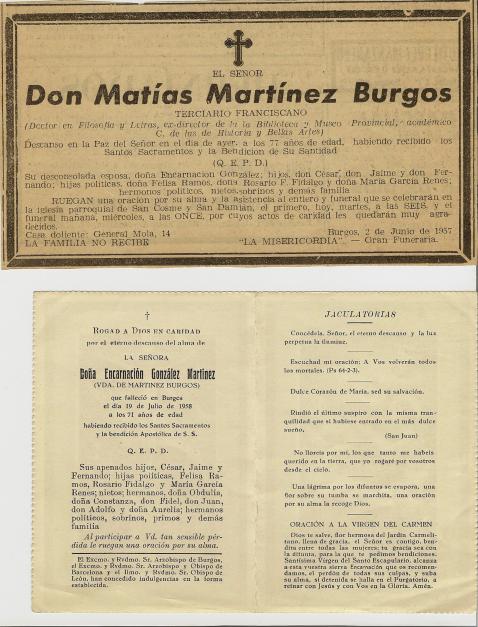 EL SEÑOR
Don Matías Martínez Burgos
TERCIARIO FRANCISCANO
(Doctor en Filosofía y Letras, ex-director de la Biblioteca y Museo Provincial, académico
C. de las de Historia y Bellas Artes)
Descanso en la Paz del Señor en el día de ayer, a los 77 años de edad, habiendo recibido los
Santos Sacramentos y la Bendición de Su Santidad
(Q. E. P. D.)
Su desconsolada esposa, doña Encarnación González; hijos, don César, don Jaime y don Fer-
nando; hijas políticas, doña Felisa Ramos, doña Rosario F. Fidalgo y doña María García Renes;
hermanos políticos, nietos, sobrinos y demás familia
RUEGAN una oración por su alma y la asistencia al entierro y funeral que se celebrarán en
la iglesia parroquial de San Cosme y San Damián, el primero, hoy, martes, a las SEIS, y el
funeral mañana, miércoles, a las ONCE, por cuyos actos de caridad les quedarán muy agra-
decidos.
Casa doliente: General Mola, 14 Burgos, 2 de Junio de 1957
LA FAMILIA NO RECIBE "LA MISERICORDIA". — Gran Funeraria.
†
ROGAD A DIOS EN CARIDAD
por el eterno descanso del alma de
LA SEÑORA
Doña Encarnación González Martínez
(VDA. DE MARTINEZ BURGOS)
que falleció en Burgos
el día 19 de Julio de 1958
a los 71 años de edad
habiendo recibido los Santos Sacramentos
y la bendición Apostólica de S. S.
Q. E. P. D.
Sus apenados hijos, César, Jaime y
Fernando; hijas políticas, Felisa Ra-
mos, Rosario Fidalgo y María García
Renes; nietos; hermanos, doña Obdulia,
doña Constanza, don Fidel, don Juan,
don Adolfo y doña Aurelia; hermanos
políticos, sobrinos, primos y demás
familia
Al participar a Vd. tan sensible pér-
dida le ruegan una oración por su alma.
El Excmo. y Rvdmo. Sr. Arzobispo de Burgos,
el Excmo. y Rvdmo. Sr. Arzobispo y Obispo de
Barcelona y el Ilmo. y Rvdmo. Sr. Obispo de
León, han concedido indulgencias en la forma
establecida.
JACULATORIAS
Concédela, Señor, el eterno descanso y la luz
perpetua la ilumine.
Escuchad mi oración: A Vos volverán todos
los mortales. (Ps 64-2-3).
Dulce Corazón de María, sed su salvación.
Rindió el último suspiro con la misma tran-
quilidad que si hubiese entrado en el más dulce
sueño.
(San Juan)
No lloréis por mí, los que tanto me habéis
querido en la tierra, que yo rogaré por vosotros
desde el cielo.
Una lágrima por los difuntos se evapora, una
flor sobre su tumba se marchita, una oración
por su alma la recoge Dios.
ORACIÓN A LA VIRGEN DEL CARMEN
Dios te salve, flor hermosa del Jardín Carmeli-
tano, llena de gracia, el Señor es contigo, ben-
dita entre todas las mujeres; tu gracia sea con
la difunta, para que te pedimos bendiciones.
Santísima Virgen del Santo Escapulario, alcanza
a esta vuestra sierva Encarnación que os recomen-
damos, el perdón de todas sus culpas, y suba
su alma, si detenida se halla en el Purgatorio, a
reinar con Jesús y con Vos en la Gloria. Améa.